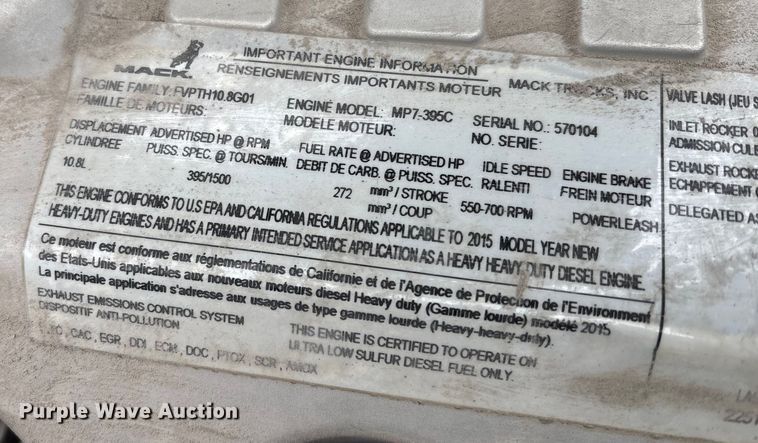 MACK
IMPORTANT ENGINE INFORMATION
RENSEIGNEMENTS IMPORTANTS MOTEUR
MACK TRUCKS, INC.
ENGINE FAMILY: FVPTH10.8G01
FAMILLE DE MOTEURS:
ENGINE MODEL: MP7-395C
MODELE MOTEUR:
SERIAL NO.: 570104
NO. SERIE:
DISPLACEMENT ADVERTISED HP @ RPM FUEL RATE @ ADVERTISED HP IDLE SPEED ENGINE BRAKE
CYLINDREE PUISS. SPEC. @ TOURS/MIN. DEBIT DE CARB. @ PUISS. SPEC. RALENTI FREIN MOTEUR
10.8L 395/1500 272 mm³ / STROKE 550-700 RPM POWERLEASH
mm³ / COUP
THIS ENGINE CONFORMS TO U.S EPA AND CALIFORNIA REGULATIONS APPLICABLE TO 2015 MODEL YEAR NEW
HEAVY-DUTY ENGINES AND HAS A PRIMARY INTENDED SERVICE APPLICATION AS A HEAVY HEAVY DUTY DIESEL ENGINE.
Ce moteur est conforme aux réglementations de Californie et de l'Agence de Protection de l'Environment
des Etats-Unis applicables aux nouveaux moteurs diesel Heavy duty (Gamme lourde) modèlé 2015
La principale application s'adresse aux usages de type gamme lourde (Heavy-heavy-duty).
EXHAUST EMISSIONS CONTROL SYSTEM
DISPOSITIF ANTI-POLLUTION
TC, CAC, EGR, DDI, ECM, DOC, PTOX, SCR, AMOX
THIS ENGINE IS CERTIFIED TO OPERATE ON
ULTRA LOW SULFUR DIESEL FUEL ONLY.
VALVE LASH (JEU S
INLET ROCKER
ADMISSION CUL
EXHAUST ROCK
ECHAPPEMENT
DELEGATED AS
Purple Wave Auction